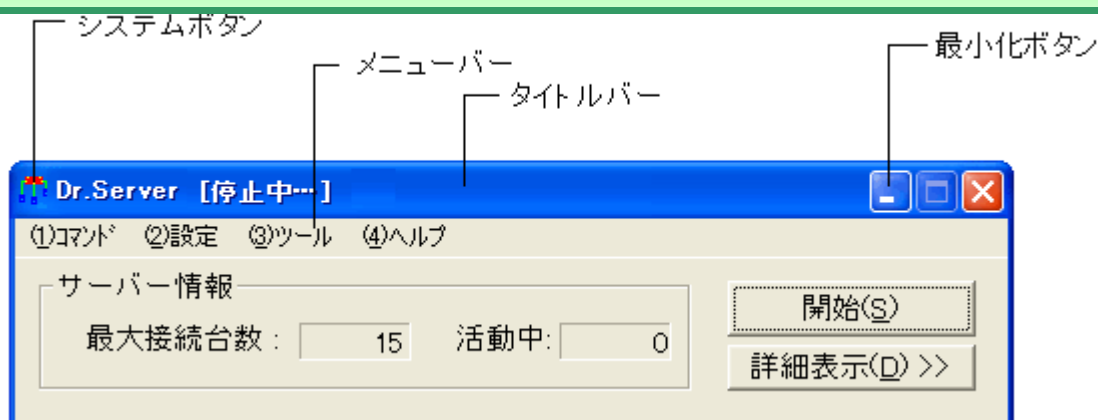 システムボタン
最小化ボタン
メニューバー
タイトルバー
Dr.Server [停止中…]
(1)ｺﾏﾝﾄﾞ (2)設定 (3)ツール (4)ヘルプ
サーバー情報
最大接続台数： 15 活動中: 0
開始(S)
詳細表示(D) >>